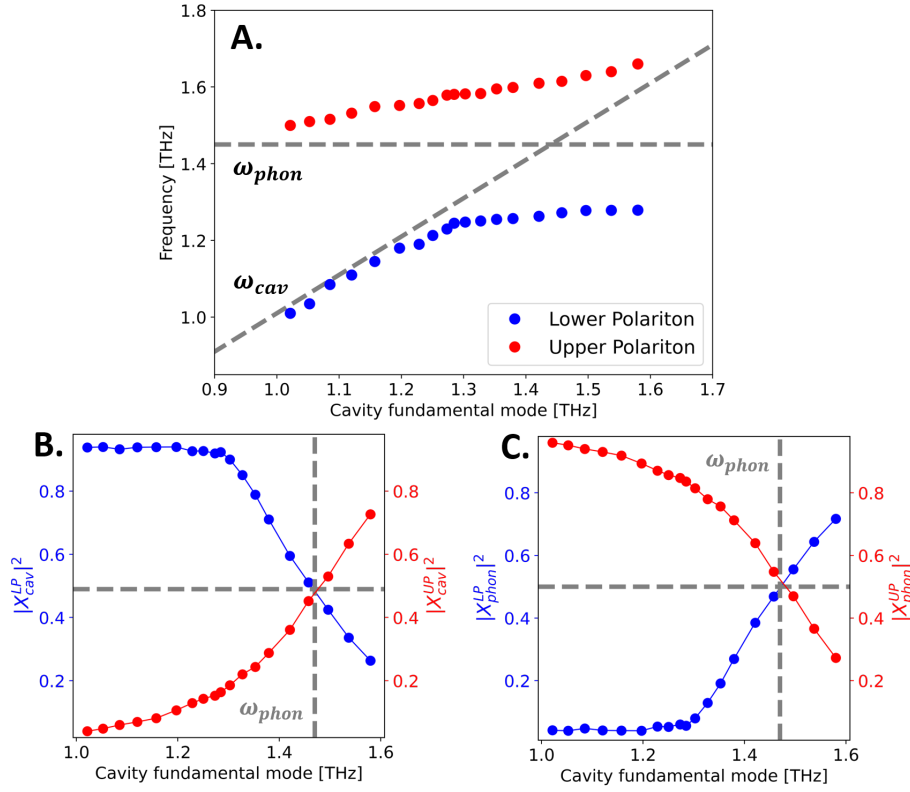 A.
1.8
1.6
1.4
1.2
1.0
Frequency [THz]
ω_phon
ω_cav
Lower Polariton
Upper Polariton
0.9 1.0 1.1 1.2 1.3 1.4 1.5 1.6 1.7
Cavity fundamental mode [THz]
B.
0.8
0.6
0.4
0.2
|X_cav^LP|^2
0.8
0.6
0.4
0.2
|X_cav^UP|^2
ω_phon
1.0 1.2 1.4 1.6
Cavity fundamental mode [THz]
C.
0.8
0.6
0.4
0.2
|X_phon^LP|^2
0.8
0.6
0.4
0.2
|X_phon^UP|^2
ω_phon
1.0 1.2 1.4 1.6
Cavity fundamental mode [THz]